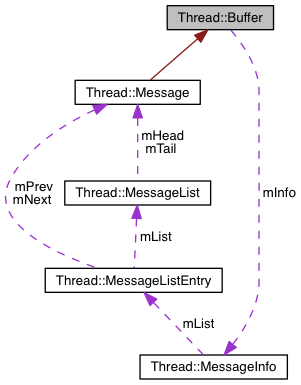 Thread::Buffer
Thread::Message
mHead
mTail
mPrev
mNext
Thread::MessageList
mInfo
mList
Thread::MessageListEntry
mList
Thread::MessageInfo